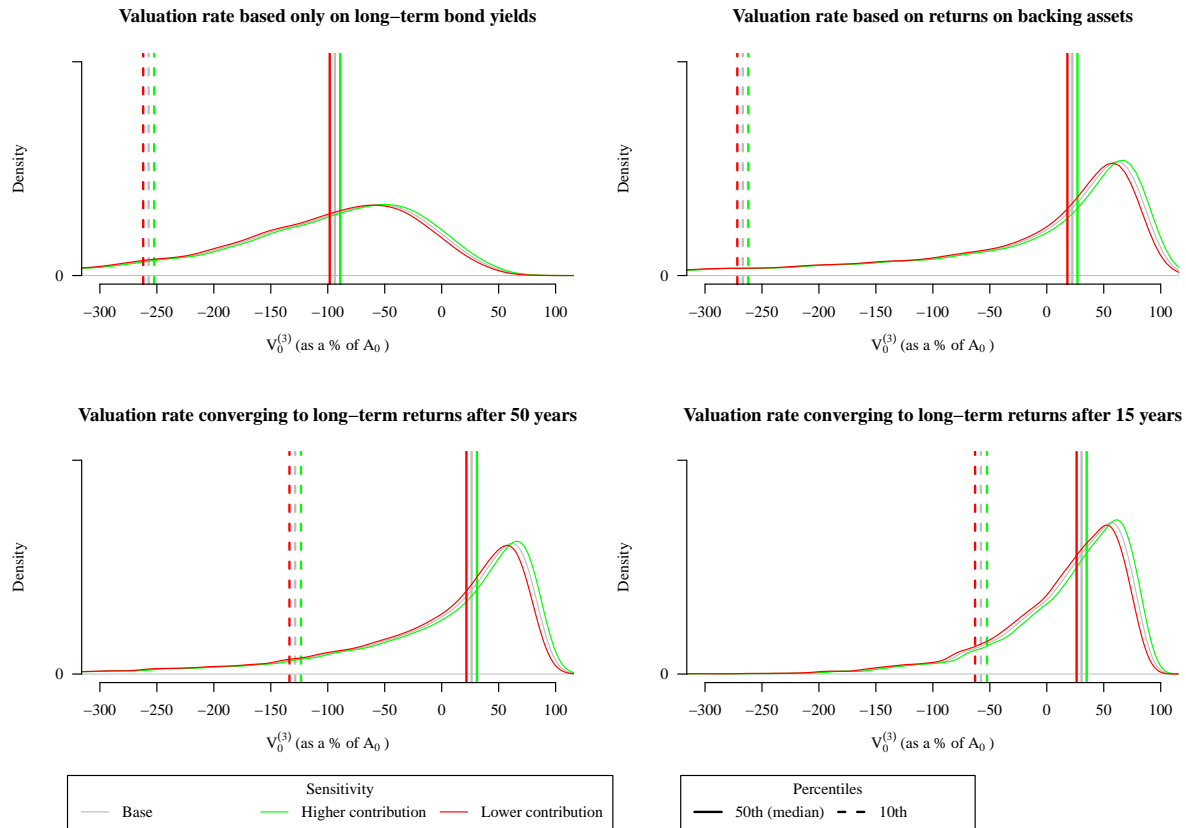 Valuation rate based only on long−term bond yields
Density
0
−300 −250 −200 −150 −100 −50 0 50 100
V0(3) (as a % of A0 )
Valuation rate based on returns on backing assets
Density
0
−300 −250 −200 −150 −100 −50 0 50 100
V0(3) (as a % of A0 )
Valuation rate converging to long−term returns after 50 years
Density
0
−300 −250 −200 −150 −100 −50 0 50 100
V0(3) (as a % of A0 )
Valuation rate converging to long−term returns after 15 years
Density
0
−300 −250 −200 −150 −100 −50 0 50 100
V0(3) (as a % of A0 )
Sensitivity
Base Higher contribution Lower contribution
Percentiles
50th (median) 10th